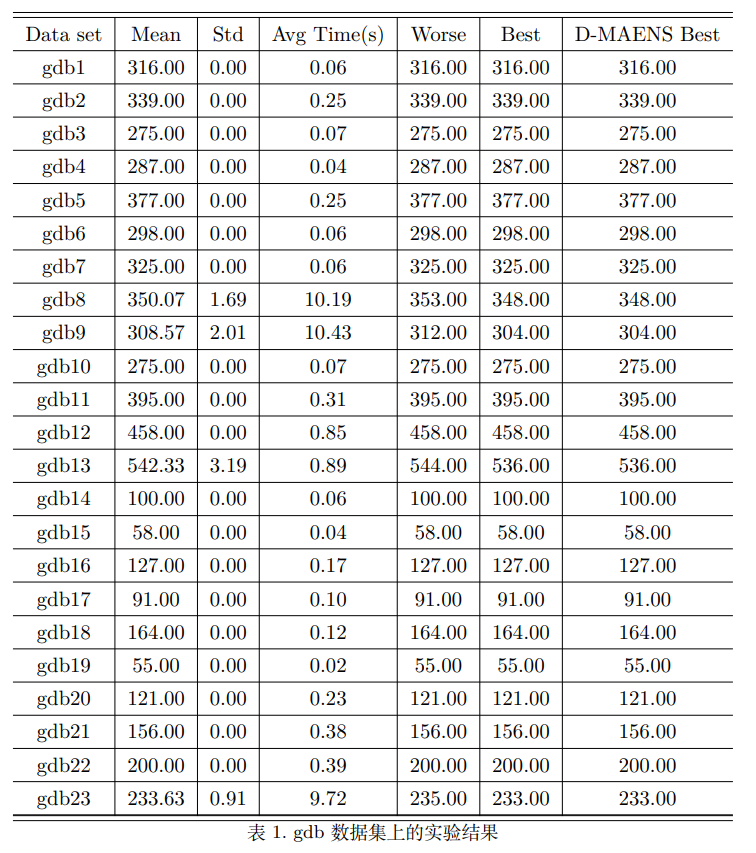 Data set Mean Std Avg Time(s) Worse Best D-MAENS Best
gdb1 316.00 0.00 0.06 316.00 316.00 316.00
gdb2 339.00 0.00 0.25 339.00 339.00 339.00
gdb3 275.00 0.00 0.07 275.00 275.00 275.00
gdb4 287.00 0.00 0.04 287.00 287.00 287.00
gdb5 377.00 0.00 0.25 377.00 377.00 377.00
gdb6 298.00 0.00 0.06 298.00 298.00 298.00
gdb7 325.00 0.00 0.06 325.00 325.00 325.00
gdb8 350.07 1.69 10.19 353.00 348.00 348.00
gdb9 308.57 2.01 10.43 312.00 304.00 304.00
gdb10 275.00 0.00 0.07 275.00 275.00 275.00
gdb11 395.00 0.00 0.31 395.00 395.00 395.00
gdb12 458.00 0.00 0.85 458.00 458.00 458.00
gdb13 542.33 3.19 0.89 544.00 536.00 536.00
gdb14 100.00 0.00 0.06 100.00 100.00 100.00
gdb15 58.00 0.00 0.04 58.00 58.00 58.00
gdb16 127.00 0.00 0.17 127.00 127.00 127.00
gdb17 91.00 0.00 0.10 91.00 91.00 91.00
gdb18 164.00 0.00 0.12 164.00 164.00 164.00
gdb19 55.00 0.00 0.02 55.00 55.00 55.00
gdb20 121.00 0.00 0.23 121.00 121.00 121.00
gdb21 156.00 0.00 0.38 156.00 156.00 156.00
gdb22 200.00 0.00 0.39 200.00 200.00 200.00
gdb23 233.63 0.91 9.72 235.00 233.00 233.00
表 1. gdb 数据集上的实验结果